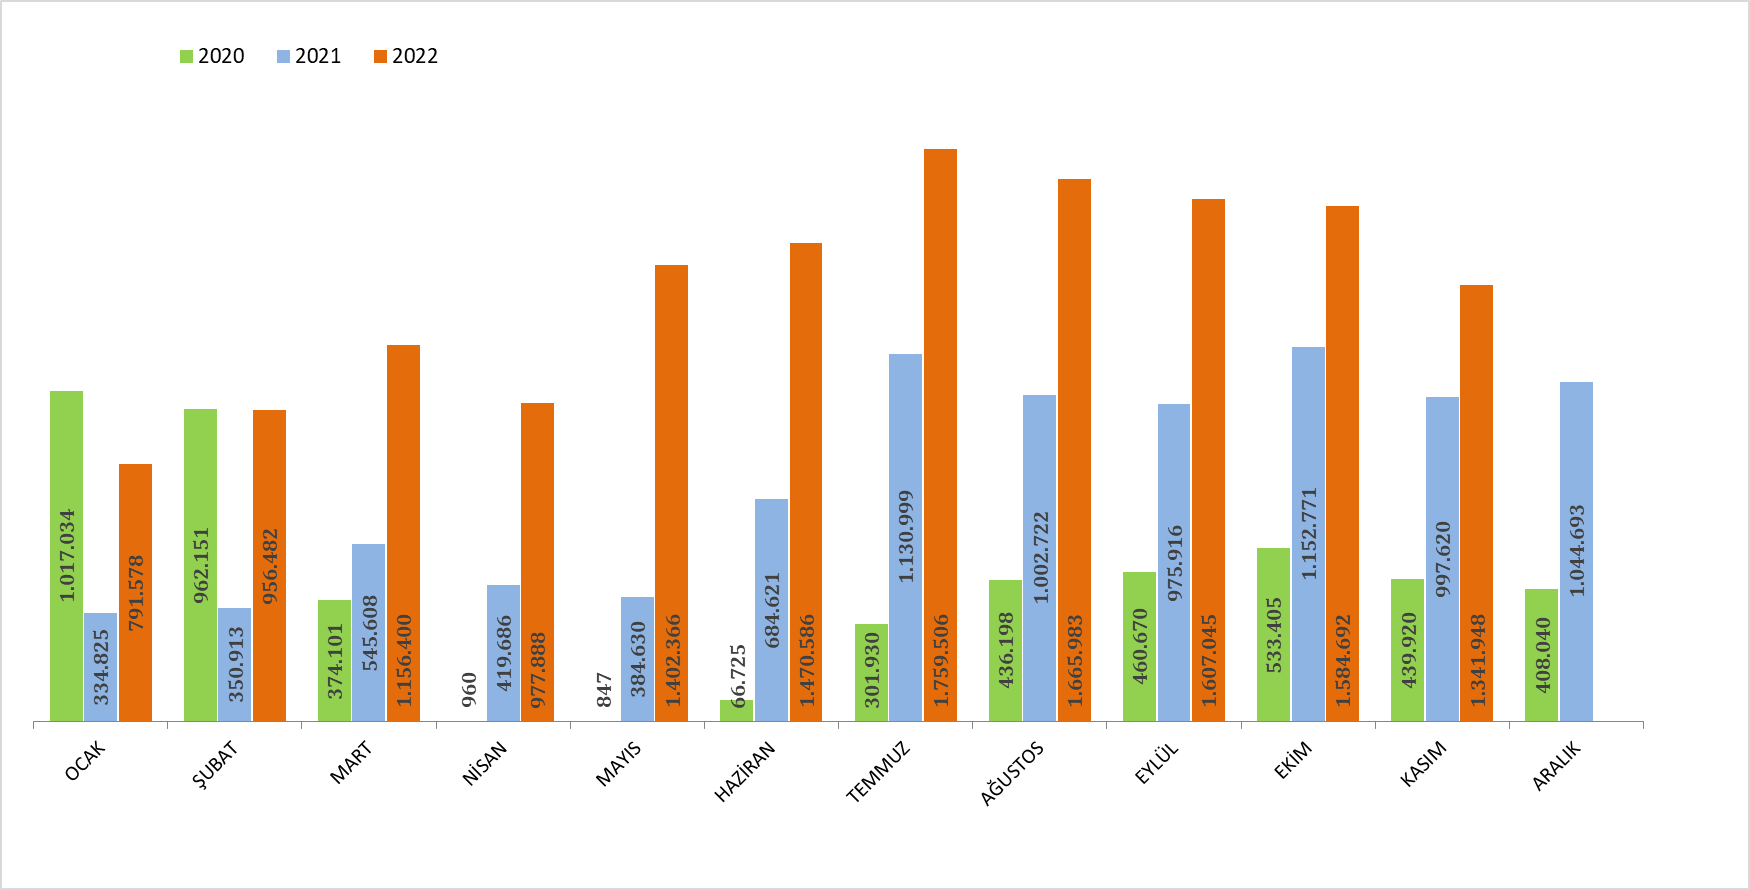 2020 2021 2022
1.017.034
334.825
791.578
962.151
350.913
956.482
374.101
545.608
1.156.400
960
419.686
977.888
847
384.630
1.402.366
66.725
684.621
1.470.586
301.930
1.130.999
1.759.506
436.198
1.002.722
1.665.983
460.670
975.916
1.607.045
533.405
1.152.771
1.584.692
439.920
997.620
1.341.948
408.040
1.044.693
OCAK
ŞUBAT
MART
NİSAN
MAYIS
HAZİRAN
TEMMUZ
AĞUSTOS
EYLÜL
EKİM
KASIM
ARALIK